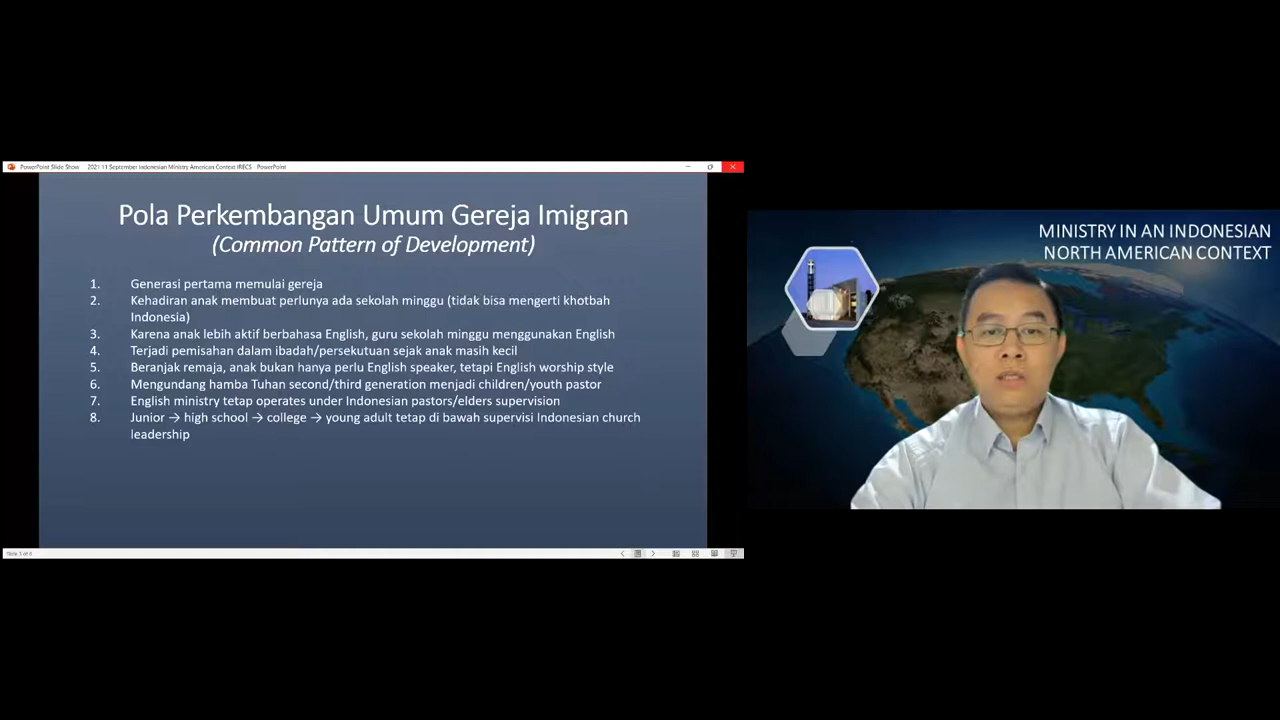 PowerPoint Slide Show 2021 11 September Indonesian Ministry American Context IRECS - PowerPoint
Pola Perkembangan Umum Gereja Imigran
(Common Pattern of Development)
1. Generasi pertama memulai gereja
2. Kehadiran anak membuat perlunya ada sekolah minggu (tidak bisa mengerti khotbah
Indonesia)
3. Karena anak lebih aktif berbahasa English, guru sekolah minggu menggunakan English
4. Terjadi pemisahan dalam ibadah/persekutuan sejak anak masih kecil
5. Beranjak remaja, anak bukan hanya perlu English speaker, tetapi English worship style
6. Mengundang hamba Tuhan second/third generation menjadi children/youth pastor
7. English ministry tetap operates under Indonesian pastors/elders supervision
8. Junior → high school → college → young adult tetap di bawah supervisi Indonesian church
leadership
MINISTRY IN AN INDONESIAN
NORTH AMERICAN CONTEXT